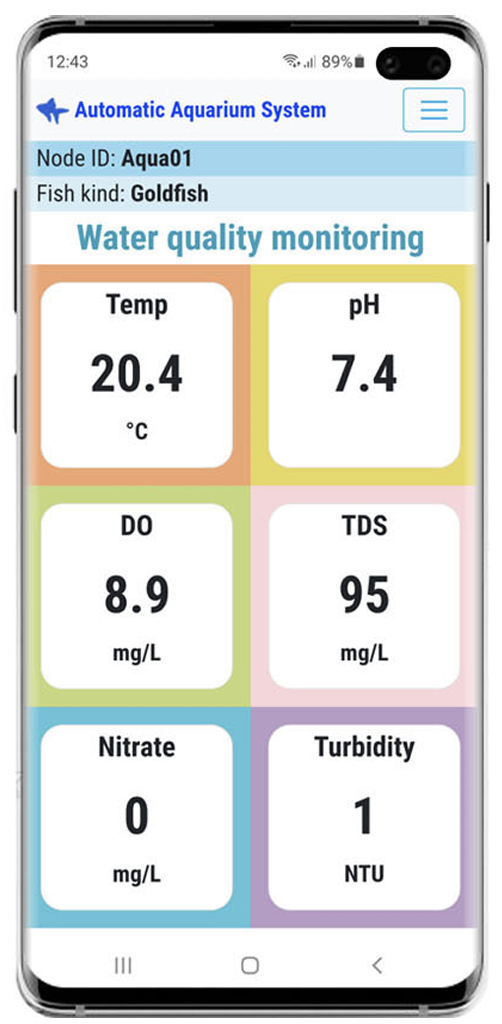 12:43 89%
Automatic Aquarium System
Node ID: Aqua01
Fish kind: Goldfish
Water quality monitoring
Temp pH
20.4 7.4
°C
DO TDS
8.9 95
mg/L mg/L
Nitrate Turbidity
0 1
mg/L NTU